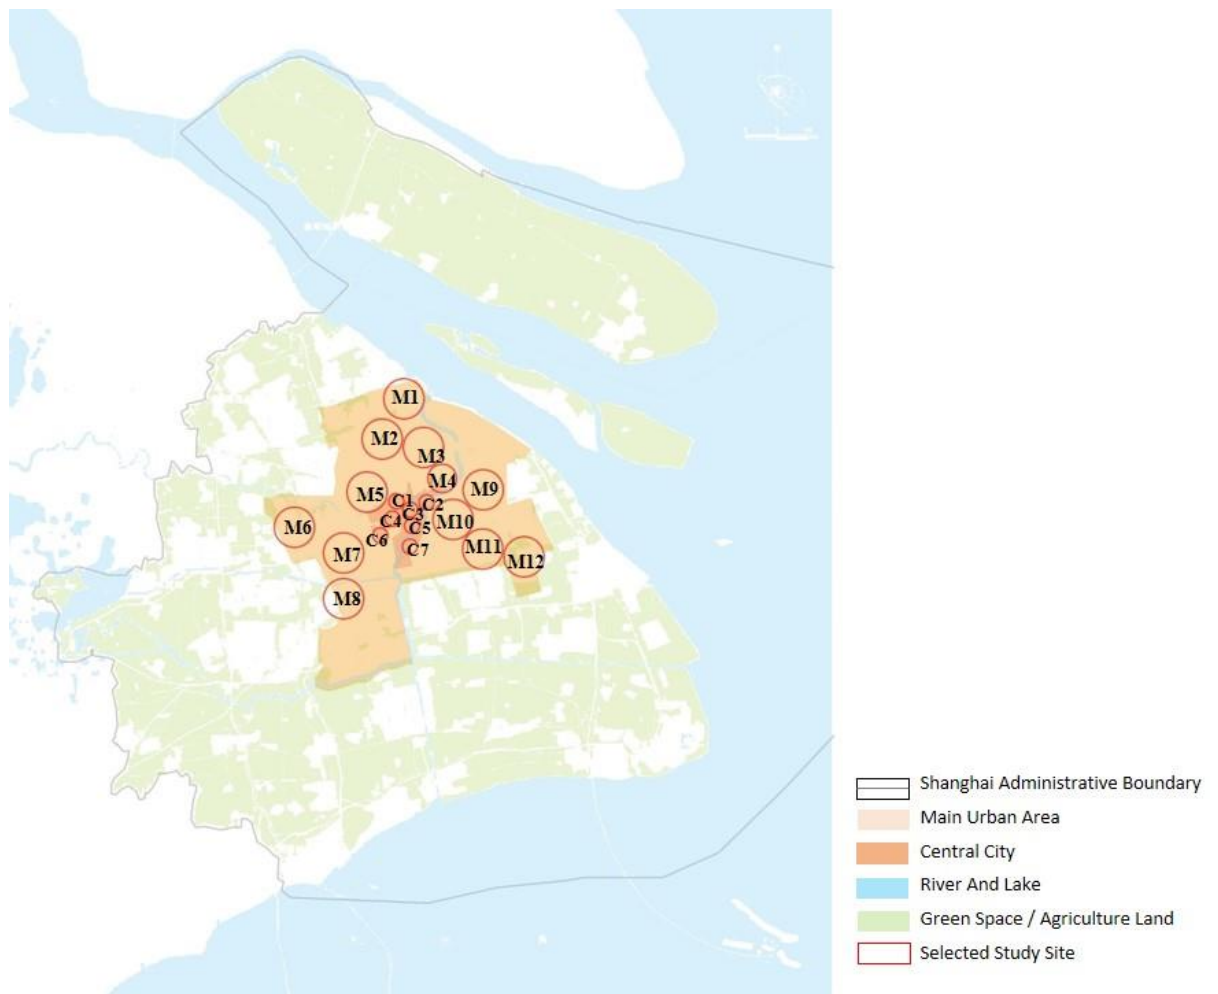 M1
M2
M3
M4
M5
M9
C1
C2
C3
C4
M10
C5
M6
C6
M7
C7
M11
M12
M8
Shanghai Administrative Boundary
Main Urban Area
Central City
River And Lake
Green Space / Agriculture Land
Selected Study Site